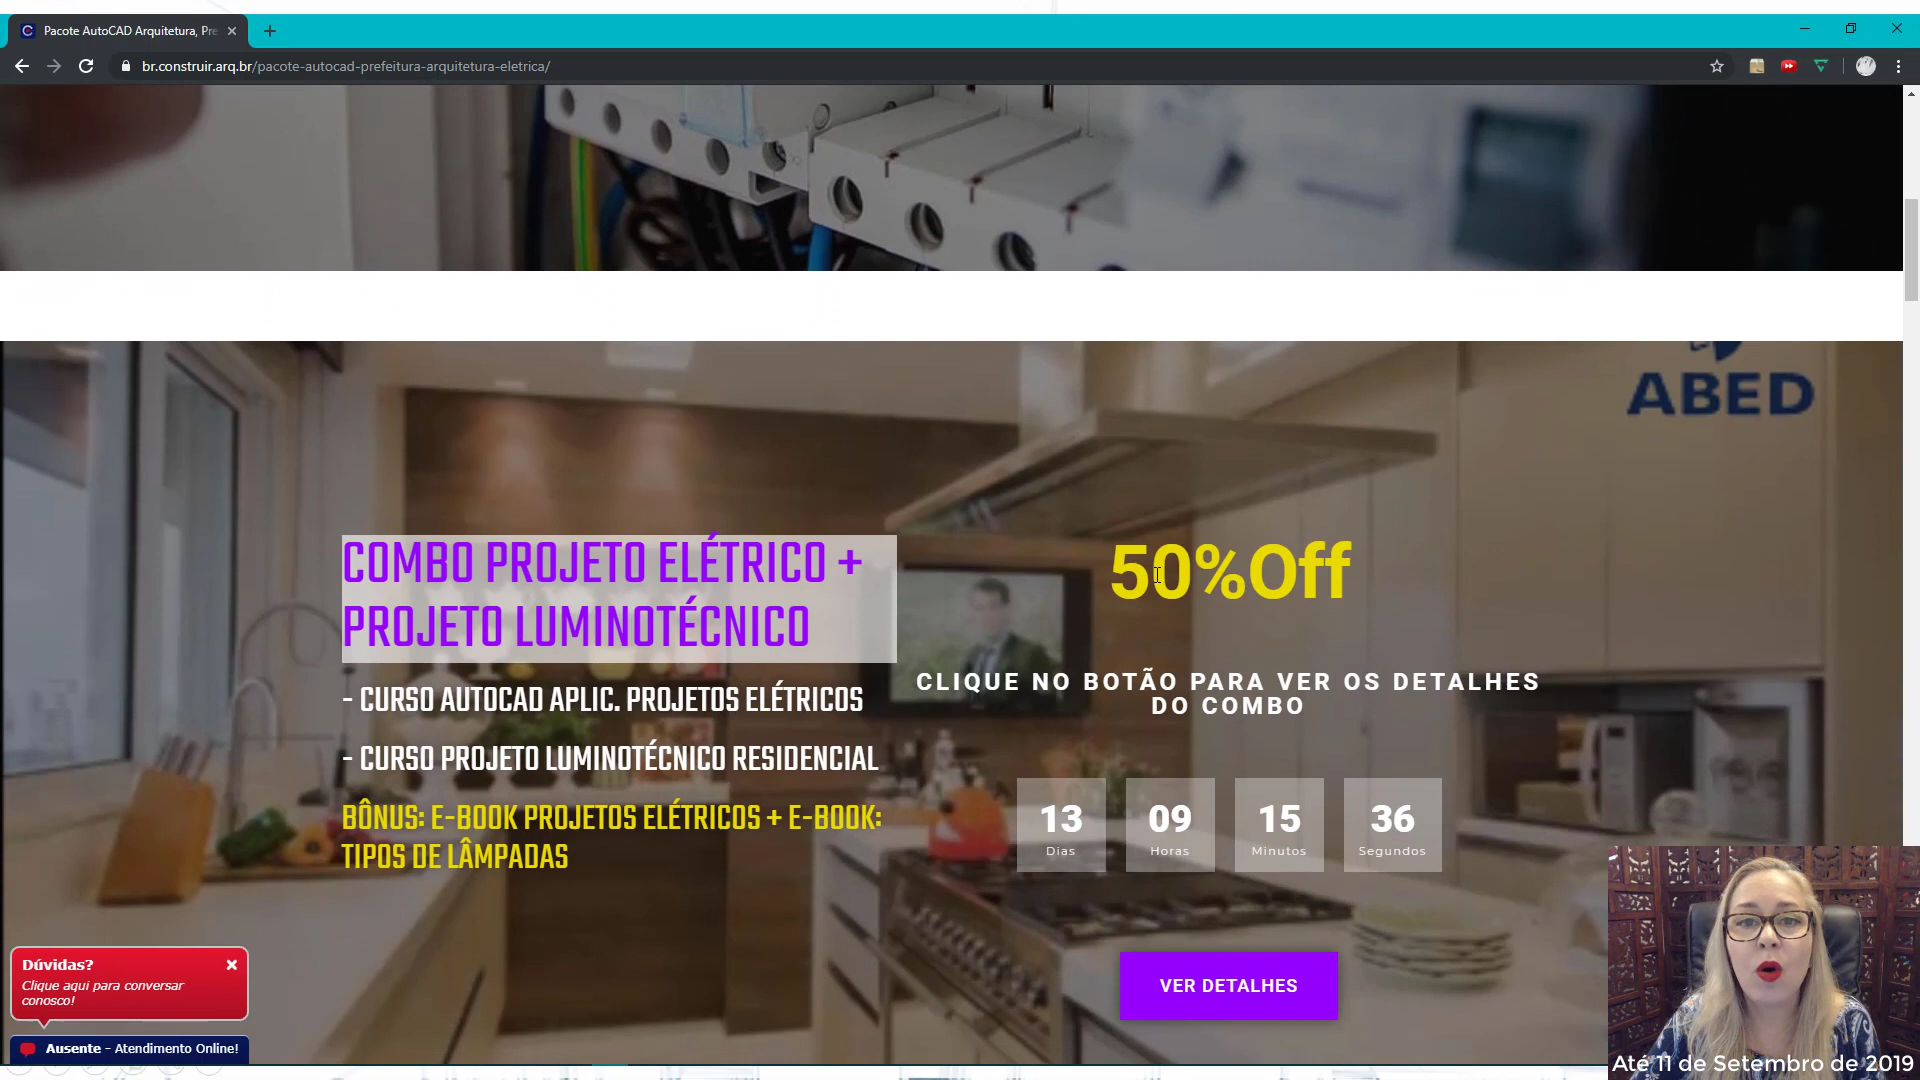 Pacote AutoCAD Arquitetura, Pre
br.construir.arq.br/pacote-autocad-prefeitura-arquitetura-eletrica/
ABED
COMBO PROJETO ELÉTRICO +
PROJETO LUMINOTÉCNICO
- CURSO AUTOCAD APLIC. PROJETOS ELÉTRICOS
- CURSO PROJETO LUMINOTÉCNICO RESIDENCIAL
BÔNUS: E-BOOK PROJETOS ELÉTRICOS + E-BOOK:
TIPOS DE LÂMPADAS
50%Off
CLIQUE NO BOTÃO PARA VER OS DETALHES
DO COMBO
13 09 15 36
Dias Horas Minutos Segundos
VER DETALHES
Dúvidas?
Clique aqui para conversar
conosco!
Ausente - Atendimento Online!
Até 11 de Setembro de 2019